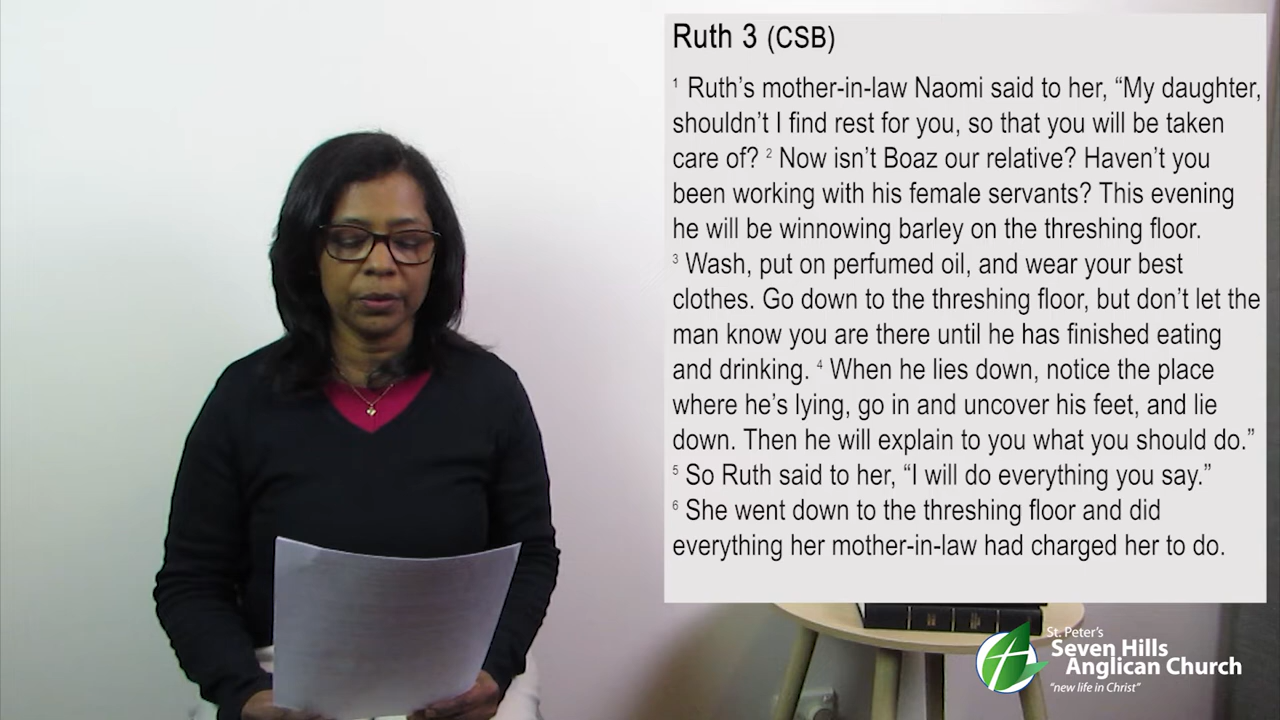 Ruth 3 (CSB)
1 Ruth’s mother-in-law Naomi said to her, “My daughter,
shouldn’t I find rest for you, so that you will be taken
care of? 2 Now isn’t Boaz our relative? Haven’t you
been working with his female servants? This evening
he will be winnowing barley on the threshing floor.
3 Wash, put on perfumed oil, and wear your best
clothes. Go down to the threshing floor, but don’t let the
man know you are there until he has finished eating
and drinking. 4 When he lies down, notice the place
where he’s lying, go in and uncover his feet, and lie
down. Then he will explain to you what you should do.”
5 So Ruth said to her, “I will do everything you say.”
6 She went down to the threshing floor and did
everything her mother-in-law had charged her to do.
St. Peter’s
Seven Hills
Anglican Church
“new life in Christ”